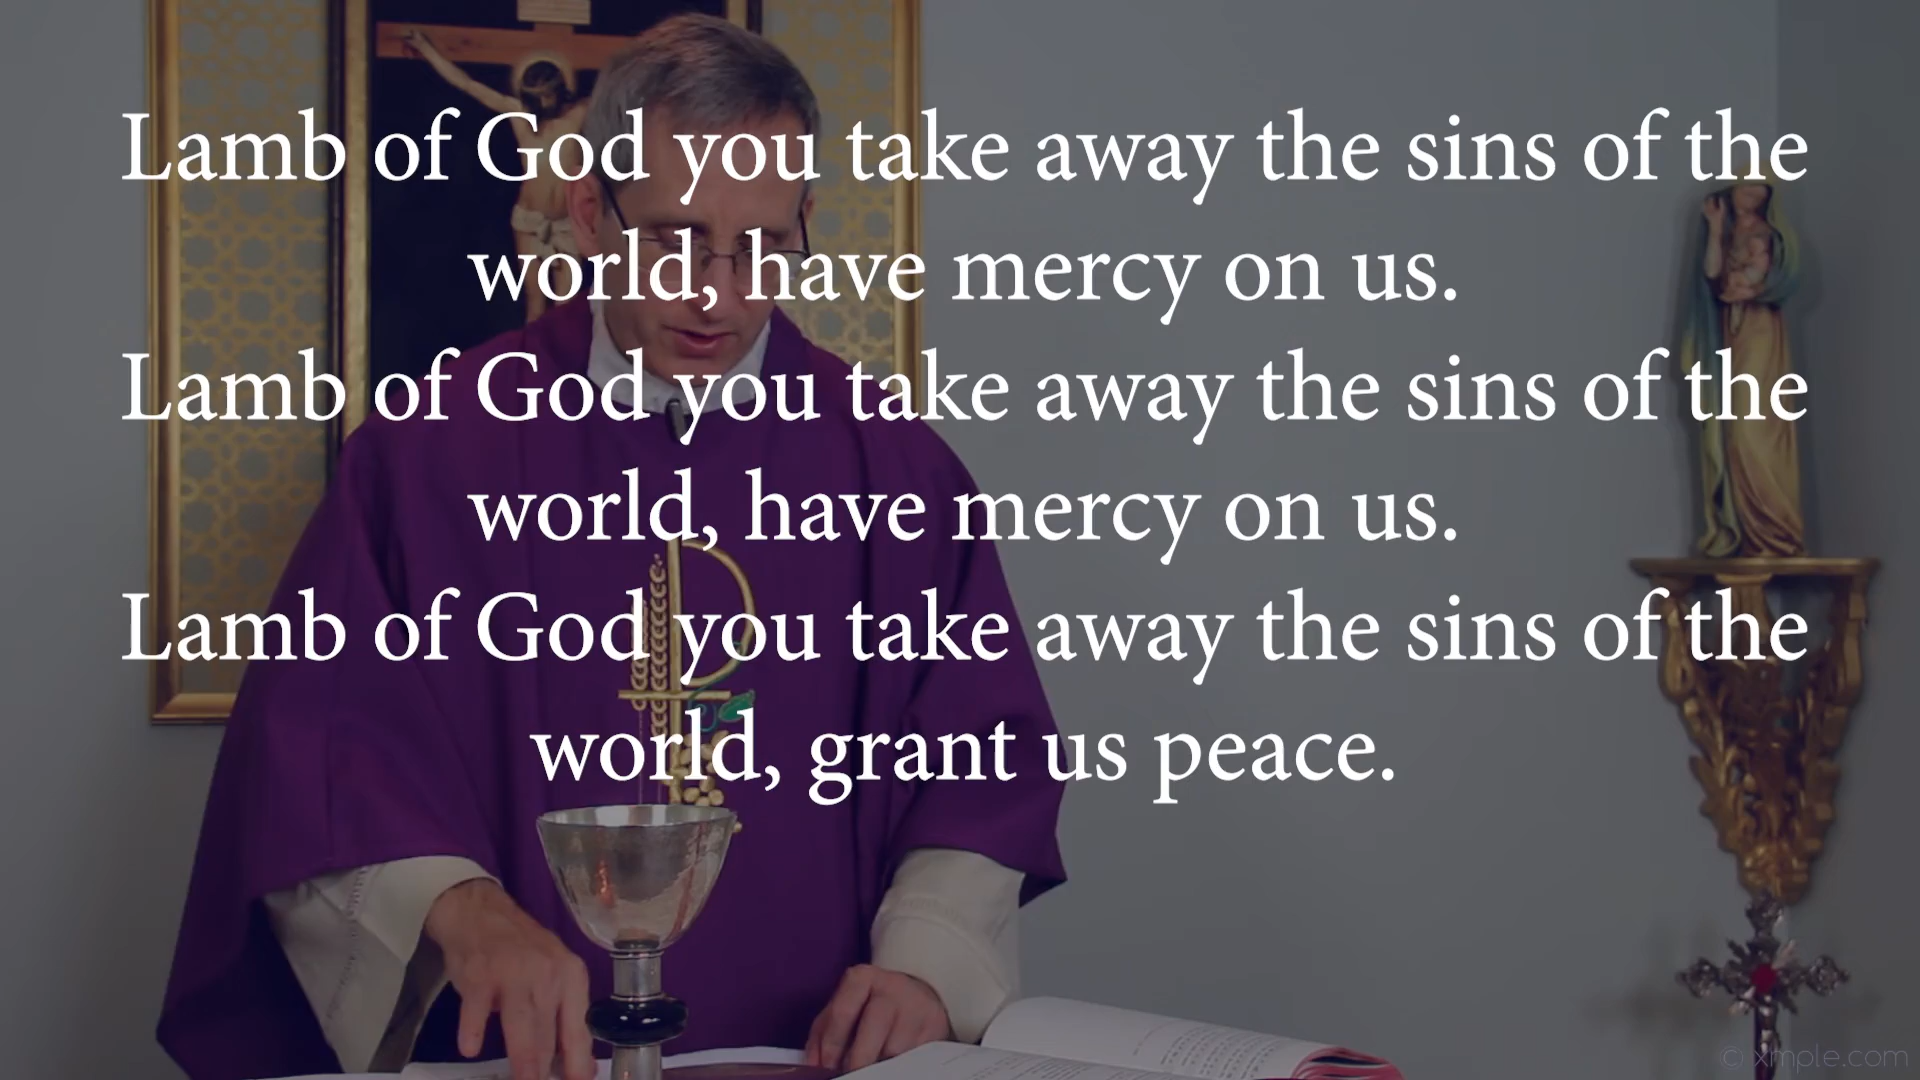 Lamb of God you take away the sins of the
world, have mercy on us.
Lamb of God you take away the sins of the
world, have mercy on us.
Lamb of God you take away the sins of the
world, grant us peace.
© xmple.com